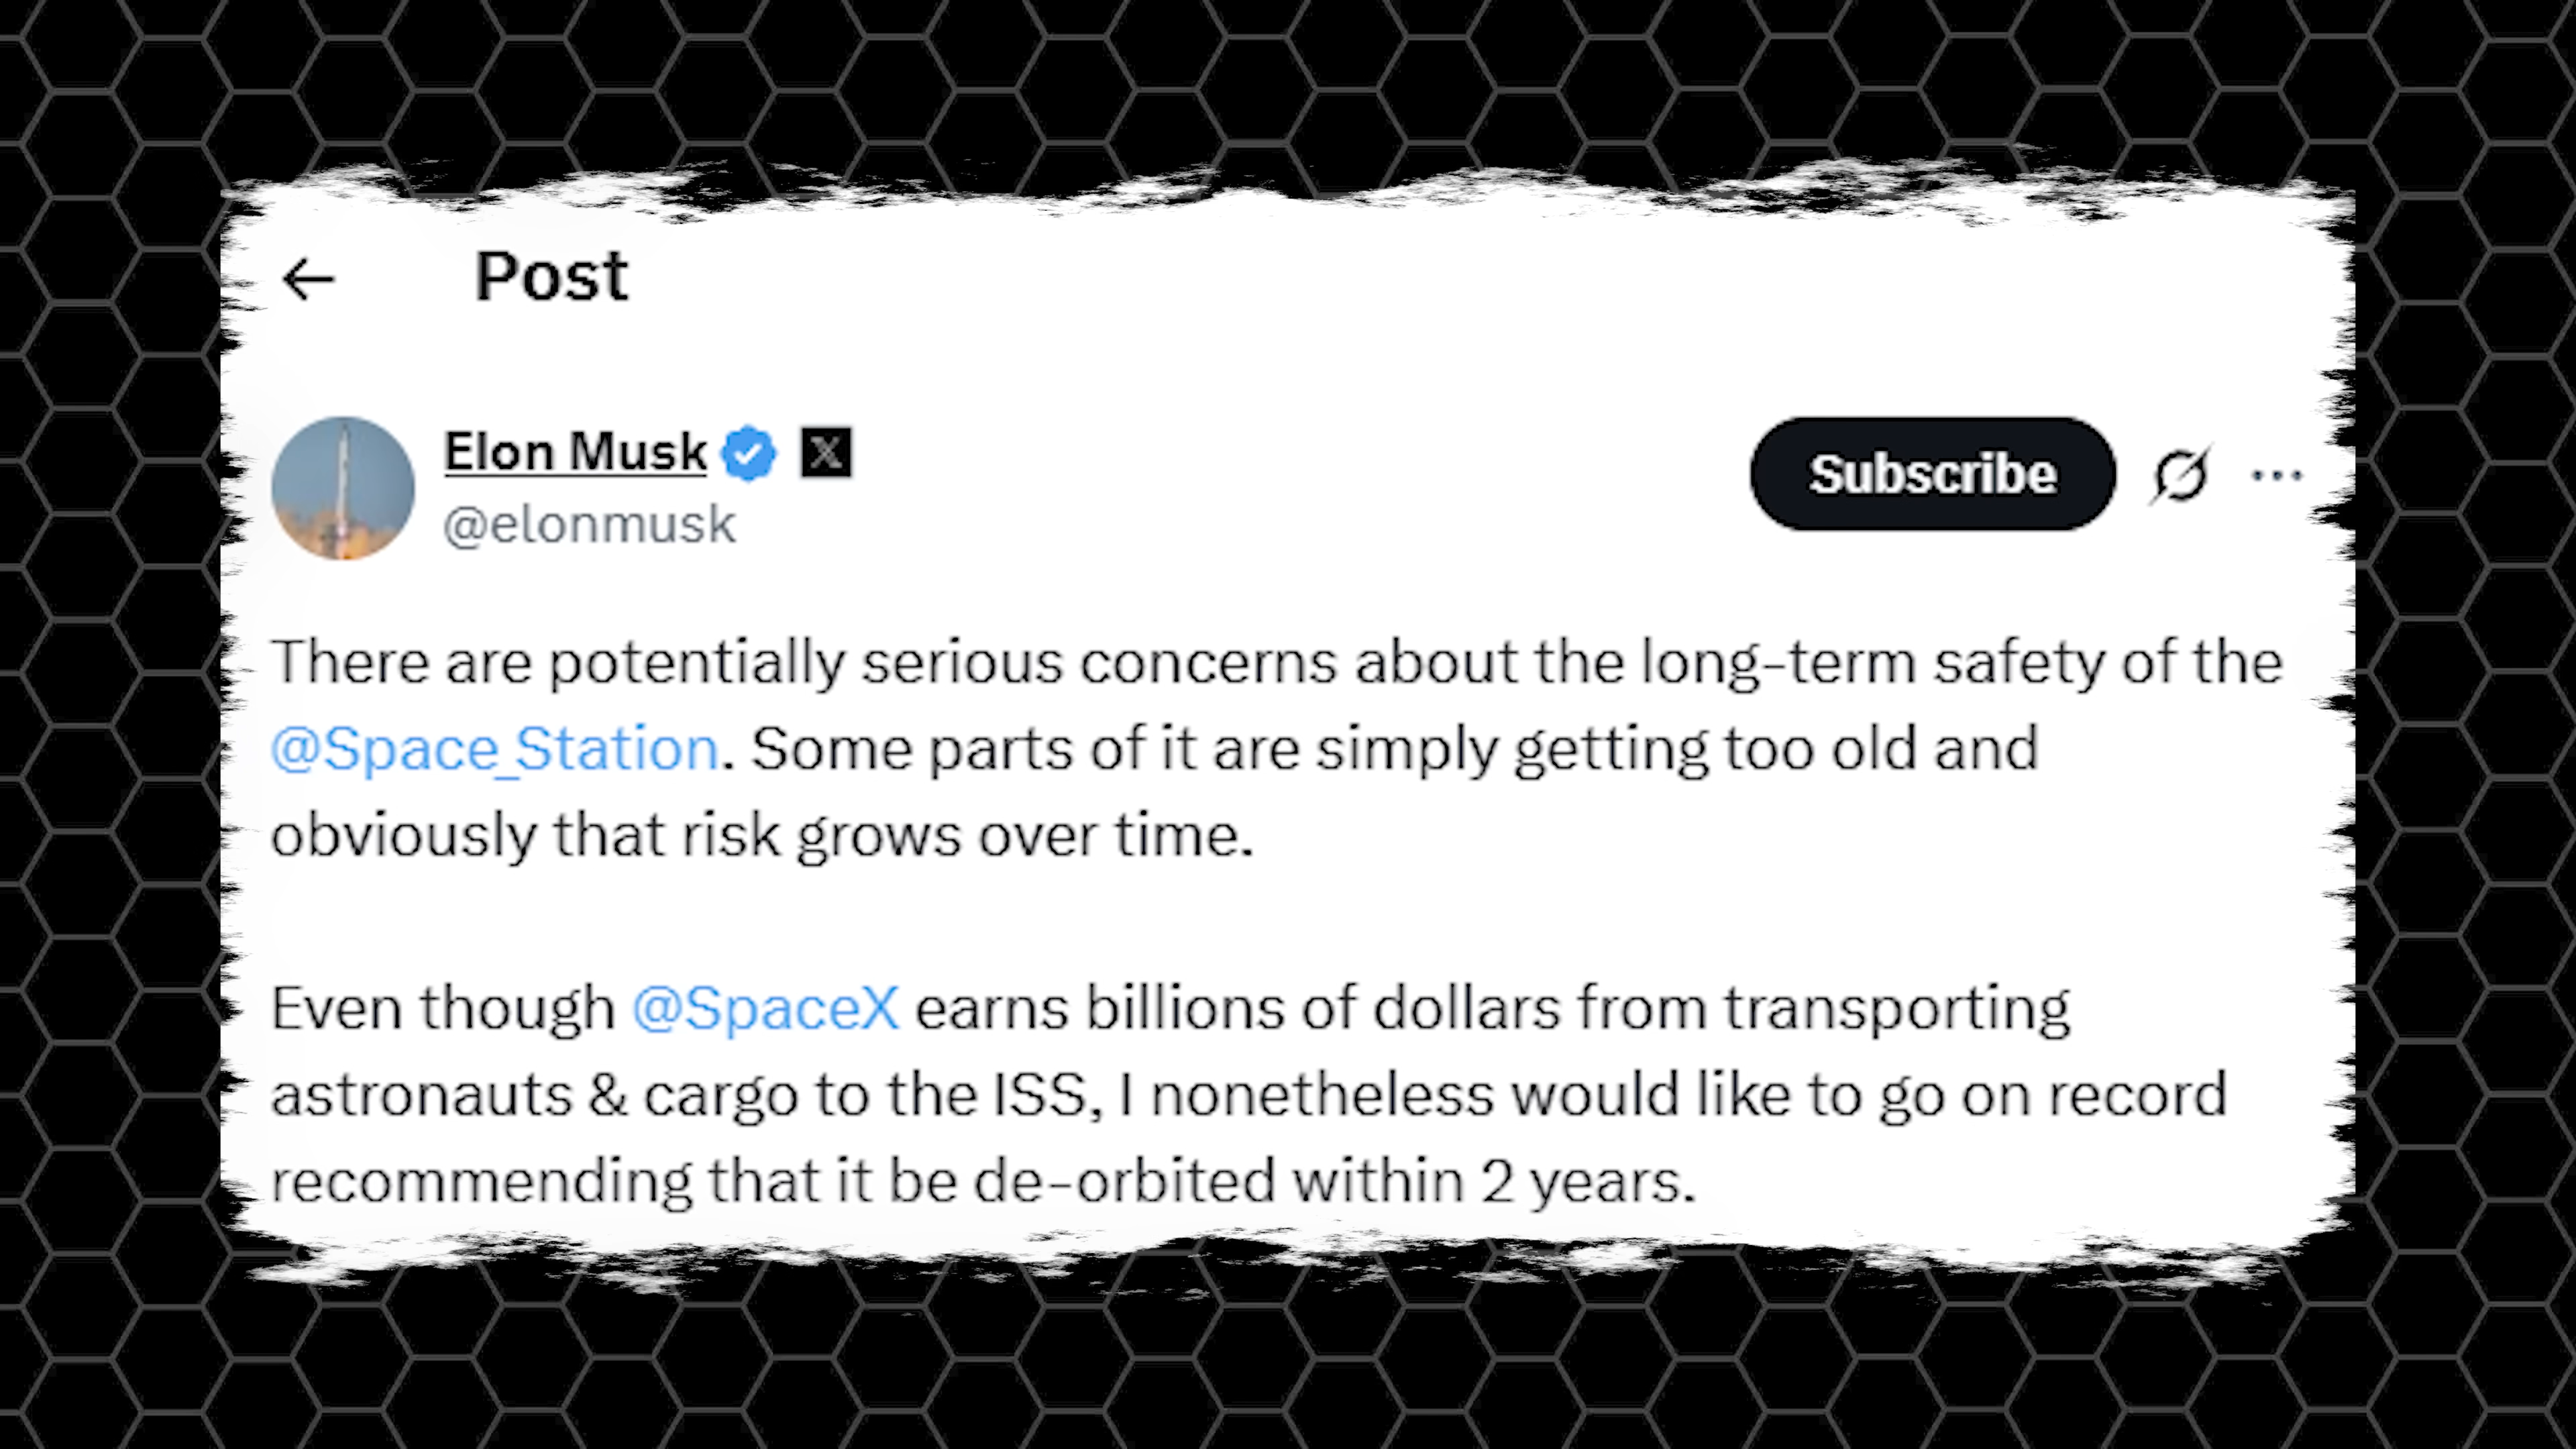 Post
Elon Musk
@elonmusk
Subscribe
There are potentially serious concerns about the long-term safety of the
@Space_Station. Some parts of it are simply getting too old and
obviously that risk grows over time.
Even though @SpaceX earns billions of dollars from transporting
astronauts & cargo to the ISS, I nonetheless would like to go on record
recommending that it be de-orbited within 2 years.